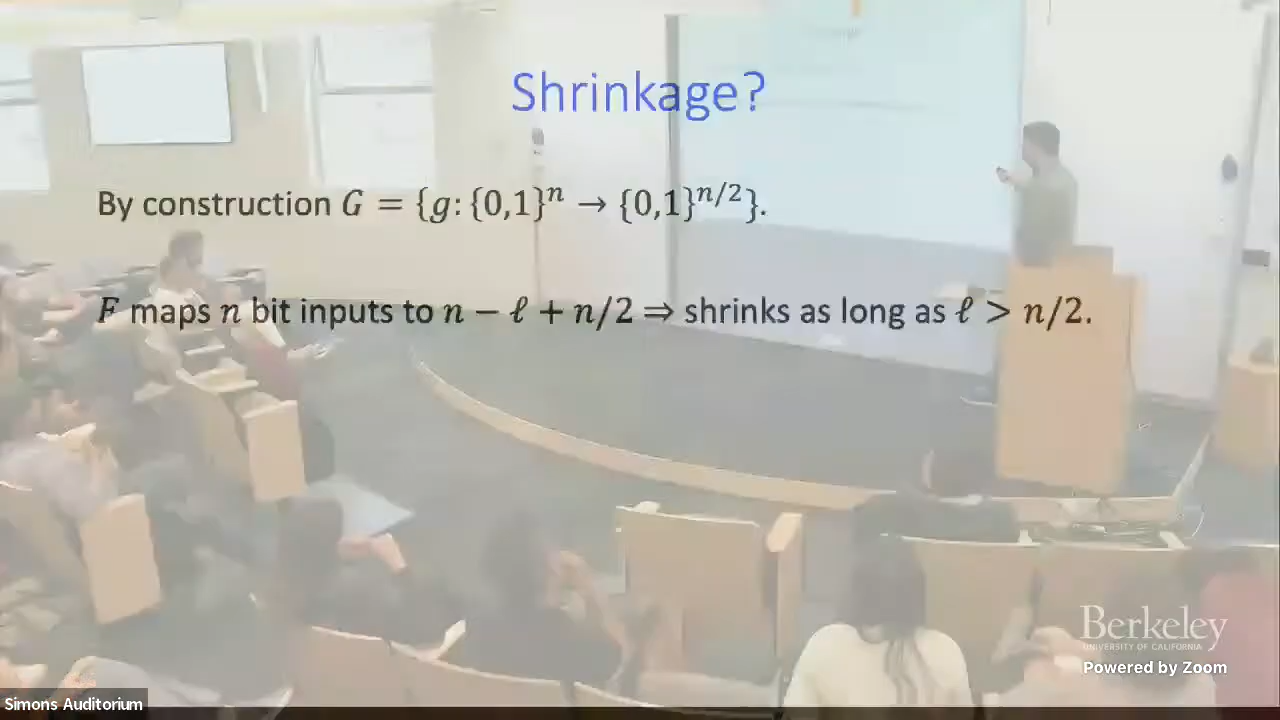 Shrinkage?
By construction G = {g: {0,1}ⁿ → {0,1}ⁿᐟ²}.
F maps n bit inputs to n − ℓ + n/2 ⇒ shrinks as long as ℓ > n/2.
Berkeley
UNIVERSITY OF CALIFORNIA
Powered by Zoom
Simons Auditorium